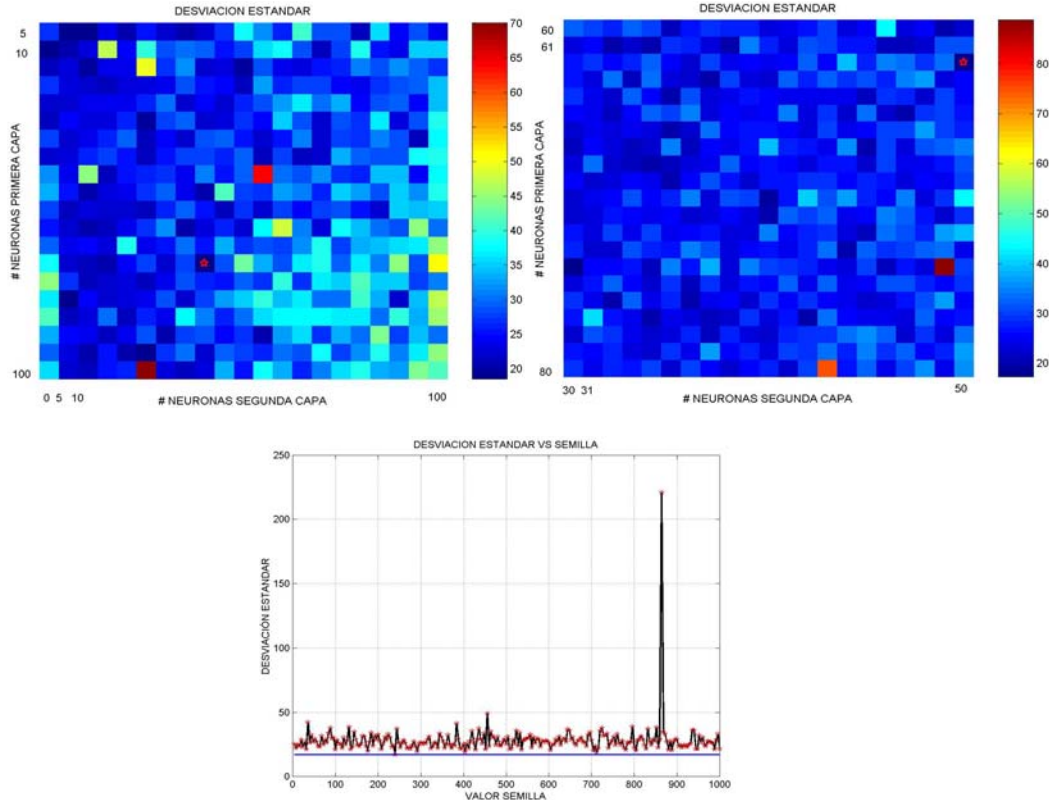 DESVIACION ESTANDAR
5
10
100
# NEURONAS PRIMERA CAPA
0 5 10 100
# NEURONAS SEGUNDA CAPA
70
65
60
55
50
45
40
35
30
25
20
DESVIACION ESTANDAR
60
61
80
# NEURONAS PRIMERA CAPA
30 31 50
# NEURONAS SEGUNDA CAPA
80
70
60
50
40
30
20
DESVIACION ESTANDAR VS SEMILLA
250
200
150
100
50
0
DESVIACIÓN ESTANDAR
0 100 200 300 400 500 600 700 800 900 1000
VALOR SEMILLA